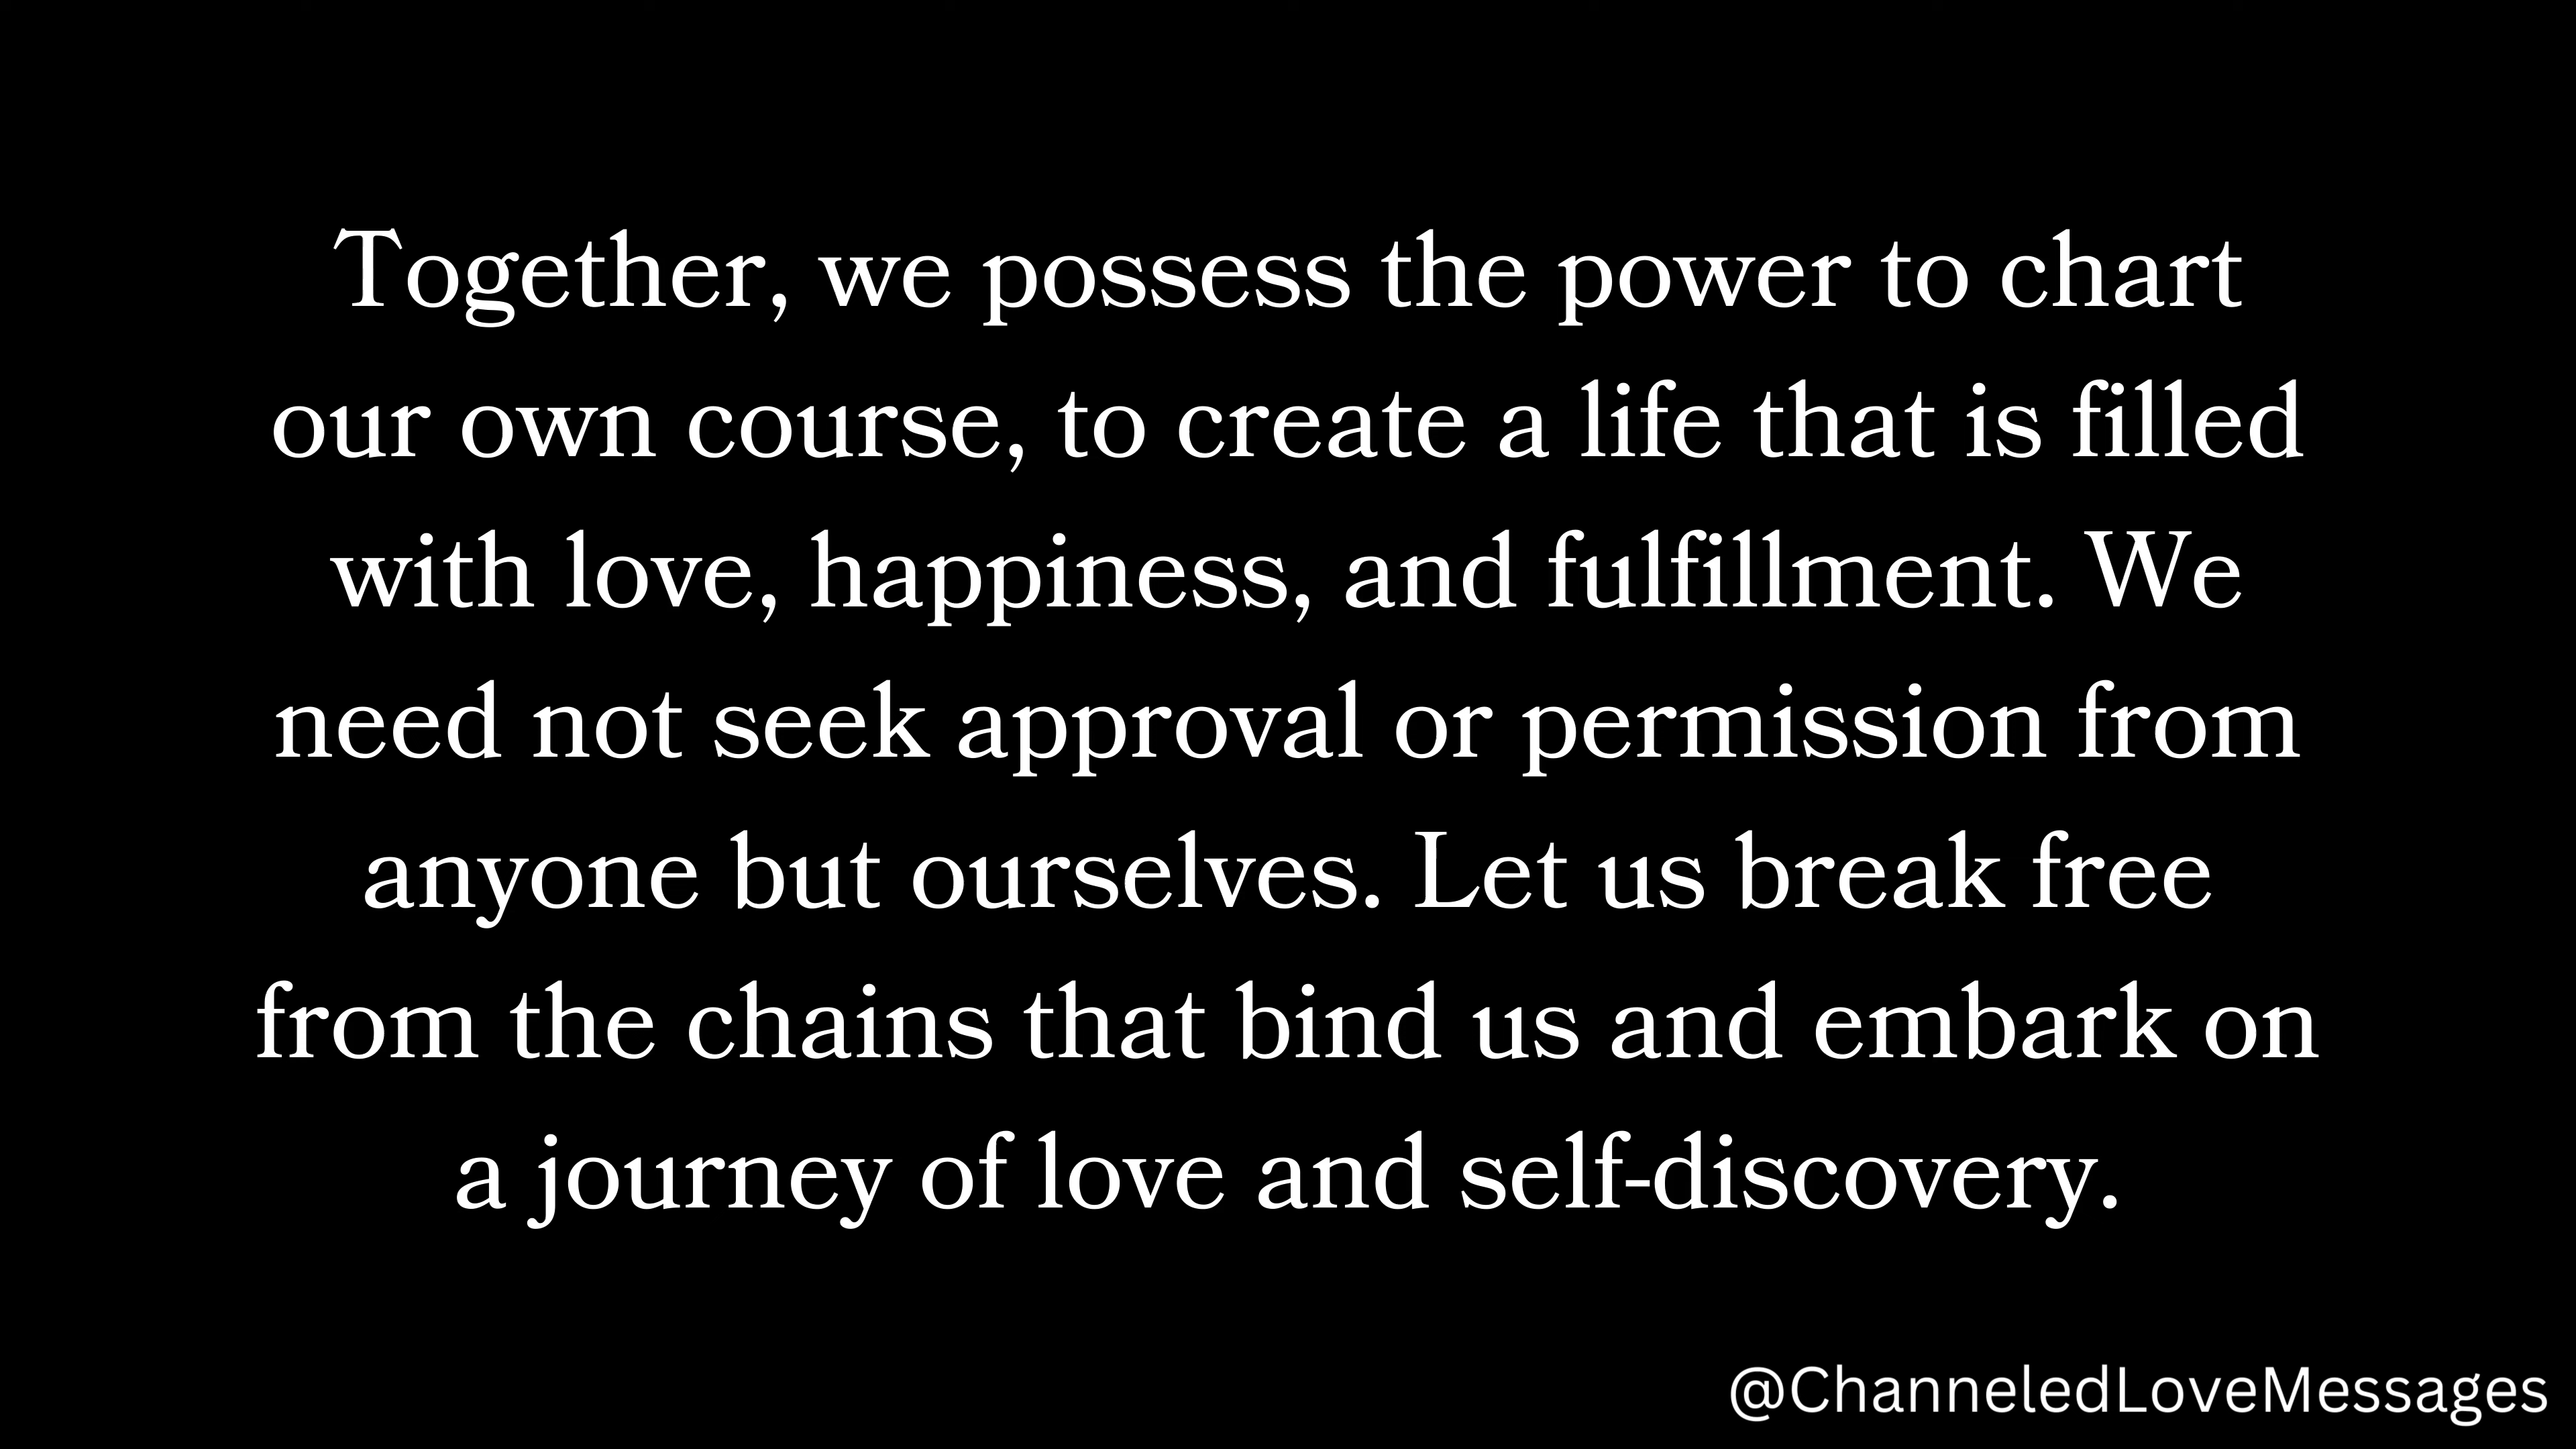 Together, we possess the power to chart
our own course, to create a life that is filled
with love, happiness, and fulfillment. We
need not seek approval or permission from
anyone but ourselves. Let us break free
from the chains that bind us and embark on
a journey of love and self-discovery.
@ChanneledLoveMessages